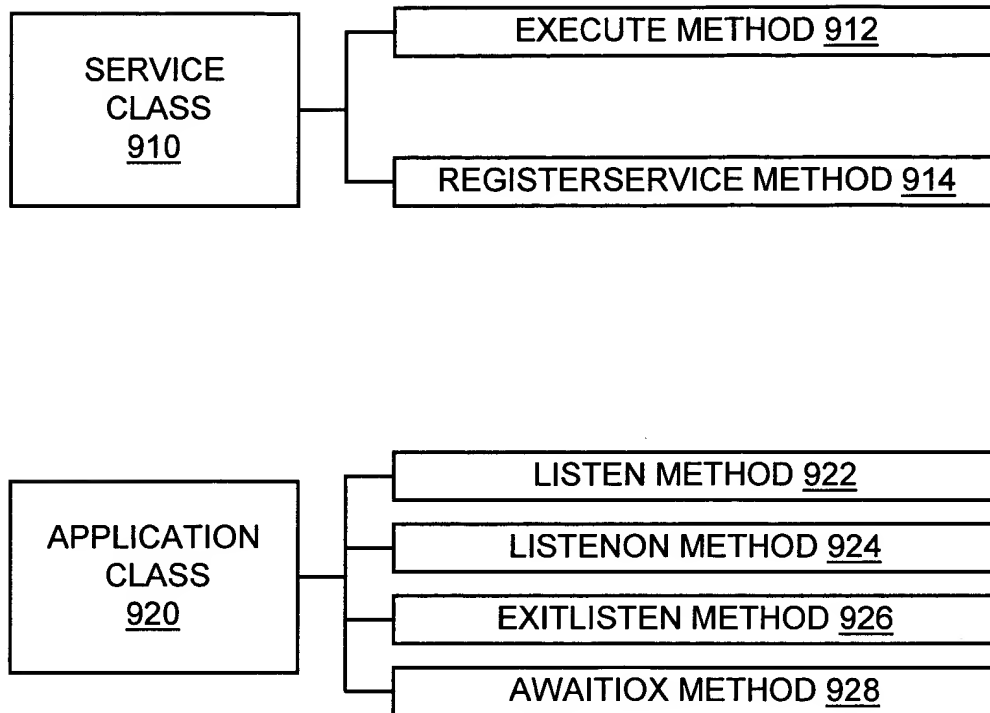 SERVICE
CLASS
910
EXECUTE METHOD 912
REGISTERSERVICE METHOD 914
APPLICATION
CLASS
920
LISTEN METHOD 922
LISTENON METHOD 924
EXITLISTEN METHOD 926
AWAITIOX METHOD 928